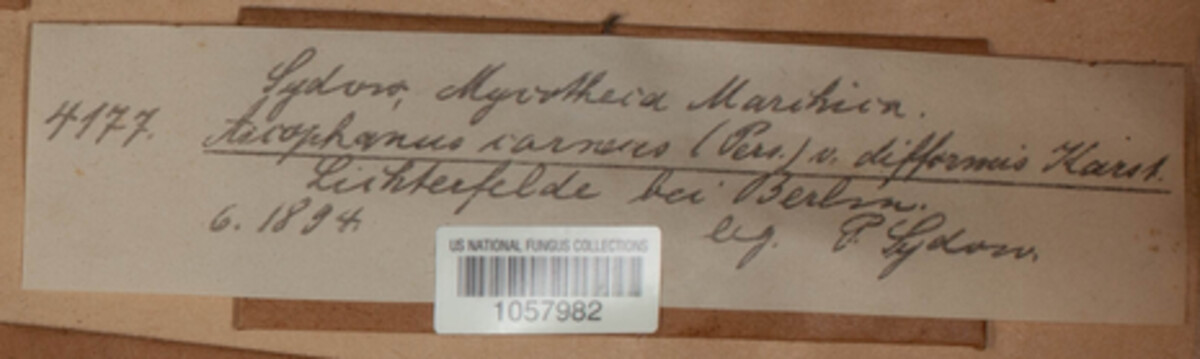 Sydow, Mycotheca Marchica.
4177. Ascophanus carneus (Pers.) v. difformis Karst.
Lichterfelde bei Berlin.
6. 1894. leg. P. Sydow.
US NATIONAL FUNGUS COLLECTIONS
1057982